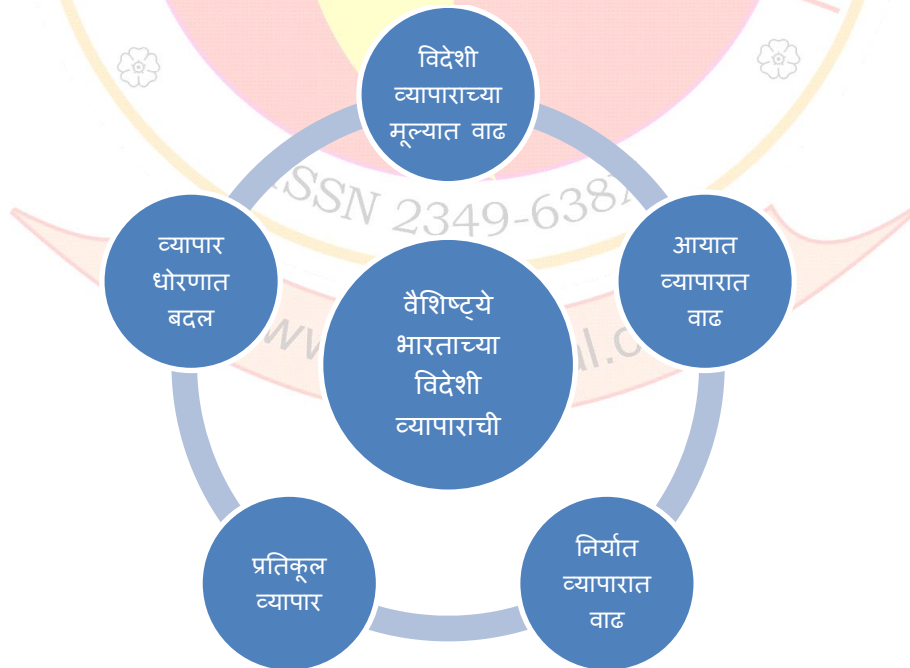 विदेशी
व्यापाराच्या
मूल्यात वाढ
ISSN 2349-638
व्यापार
धोरणात
बदल
आयात
व्यापारात
वाढ
वैशिष्ट्ये
भारताच्या
विदेशी
व्यापाराची
प्रतिकूल
व्यापार
निर्यात
व्यापारात
वाढ